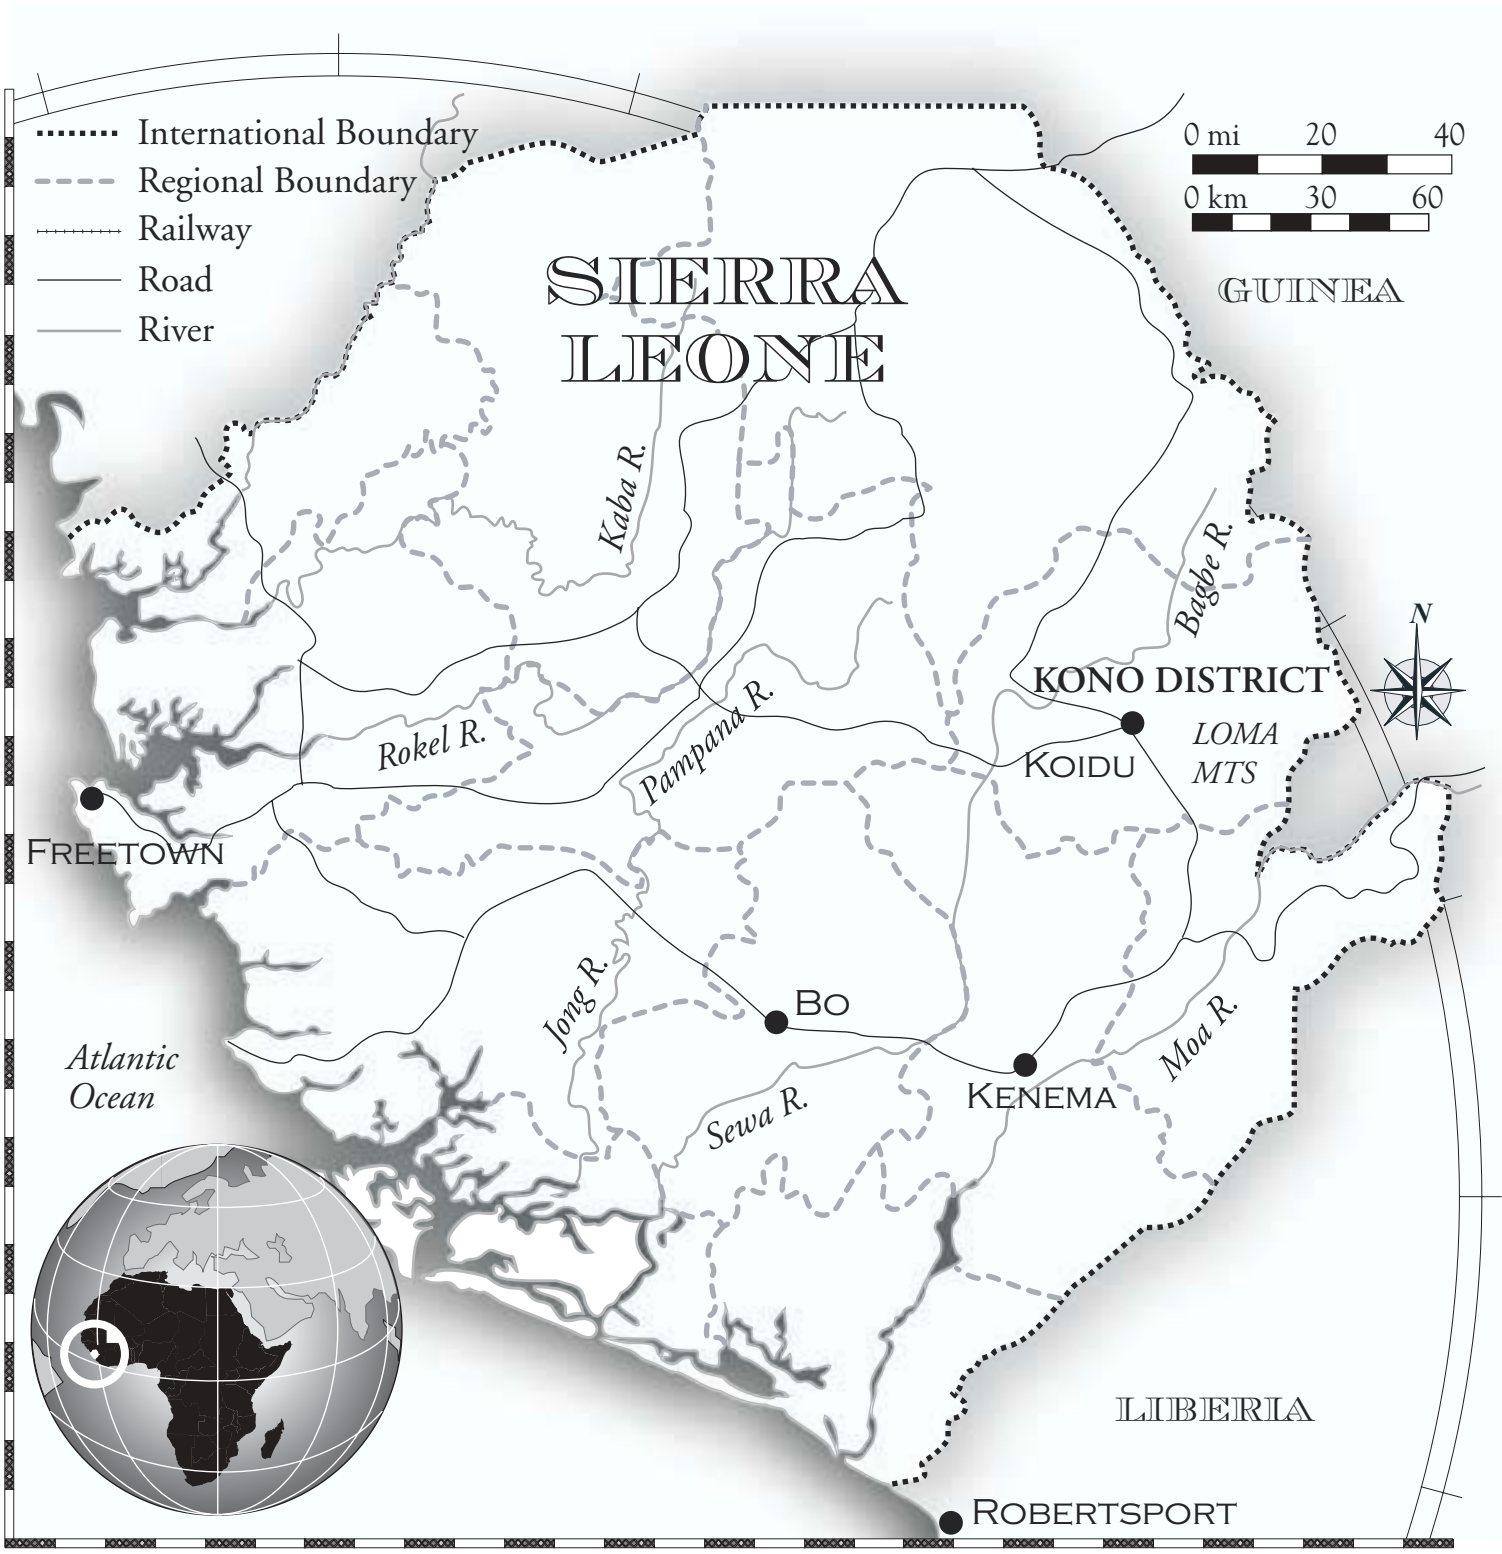 International Boundary
Regional Boundary
Railway
Road
River
0 mi 20 40
0 km 30 60
SIERRA
LEONE
GUINEA
Kaba R.
Bagbe R.
N
KONO DISTRICT
LOMA
MTS
KOIDU
Rokel R.
Pampana R.
FREETOWN
Jong R.
BO
Moa R.
Atlantic
Ocean
KENEMA
Sewa R.
LIBERIA
ROBERTSPORT